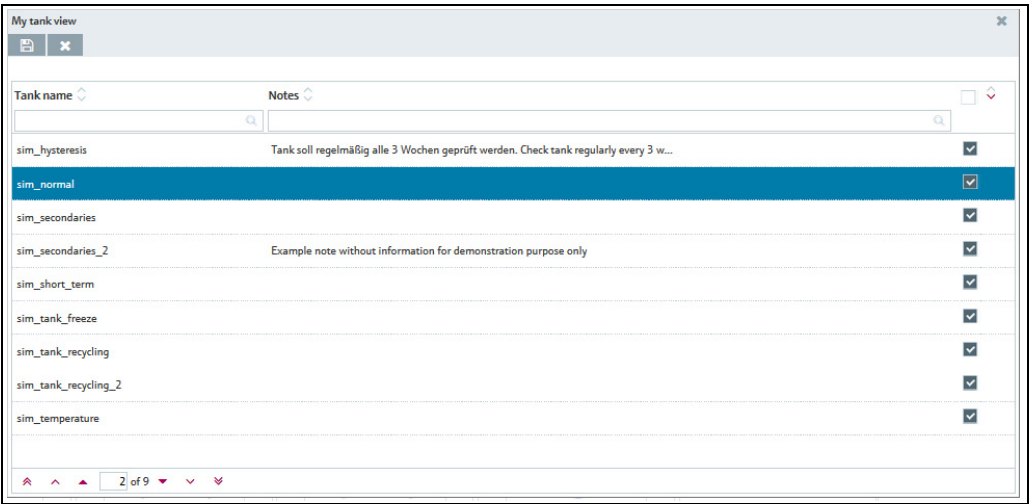 My tank view
Tank name Notes
sim_hysteresis Tank soll regelmäßig alle 3 Wochen geprüft werden. Check tank regularly every 3 w...
sim_normal
sim_secondaries
sim_secondaries_2 Example note without information for demonstration purpose only
sim_short_term
sim_tank_freeze
sim_tank_recycling
sim_tank_recycling_2
sim_temperature
2 of 9